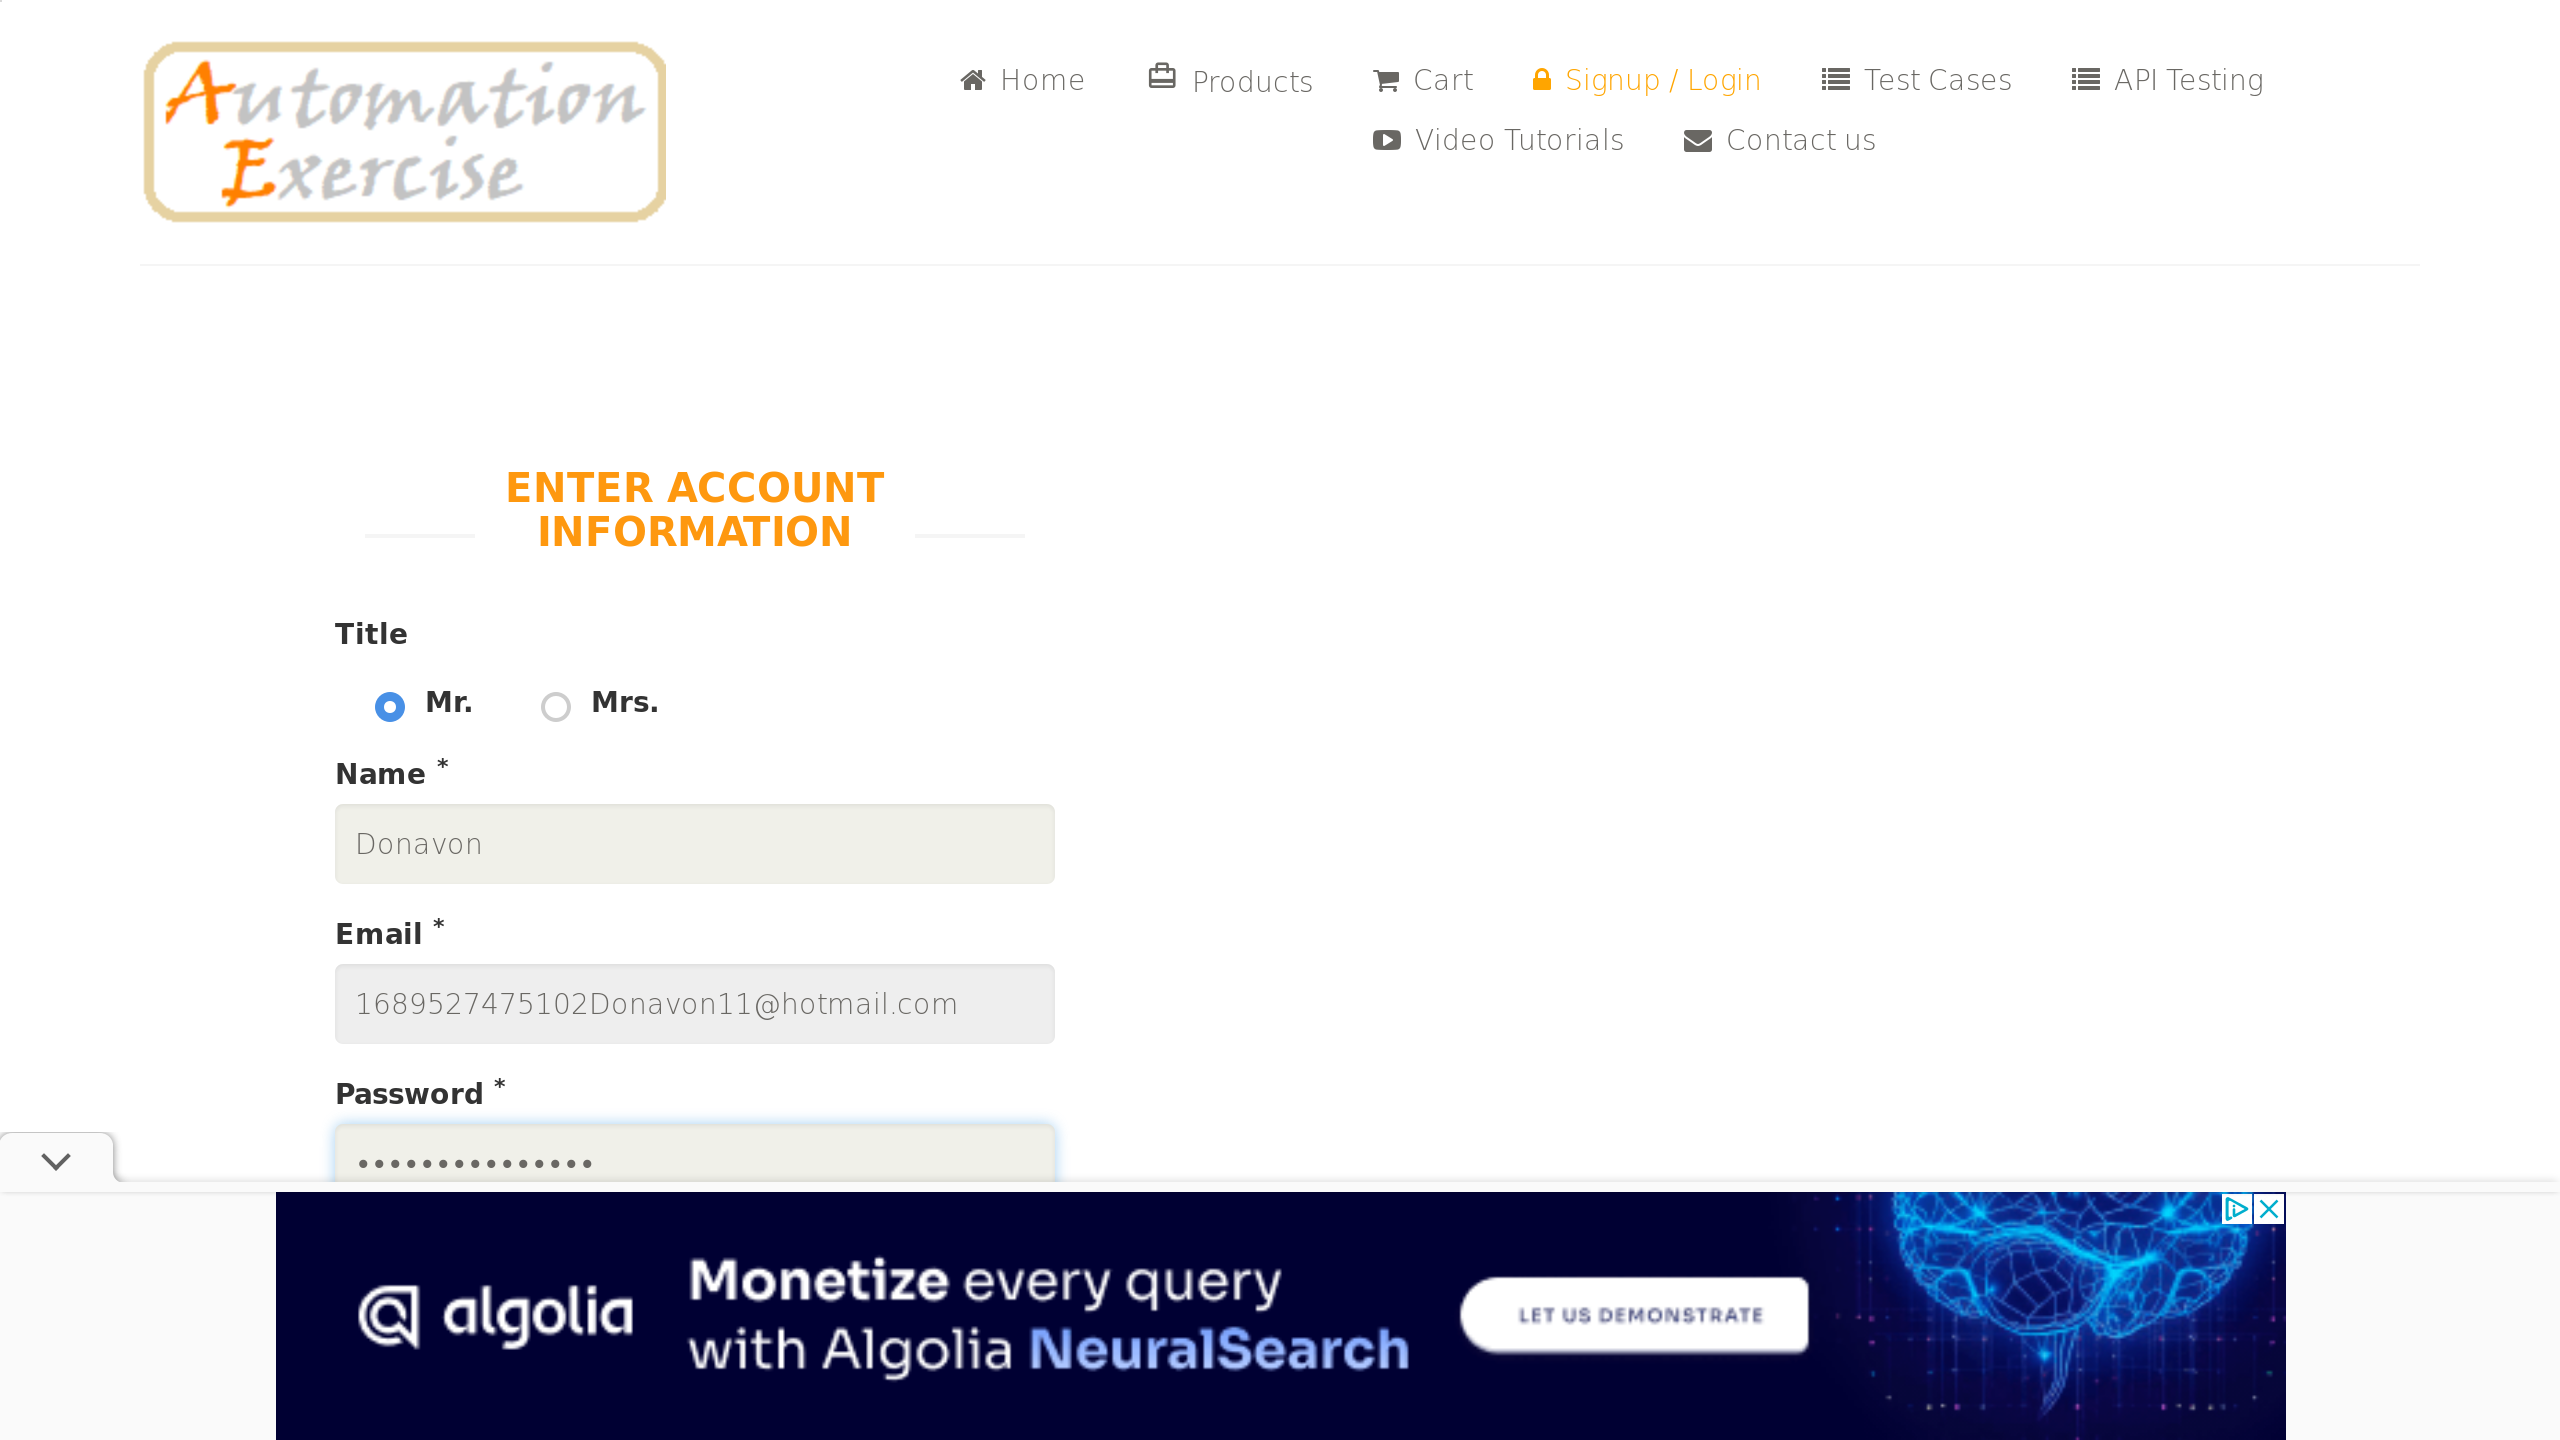 Automation
Exercise
Home
Products
Cart
Signup / Login
Test Cases
API Testing
Video Tutorials
Contact us
ENTER ACCOUNT
INFORMATION
Title
Mr.
Mrs.
Name *
Donavon
Email *
1689527475102Donavon11@hotmail.com
Password *
•••••••••••••••
algolia
Monetize every query
with Algolia NeuralSearch
LET US DEMONSTRATE